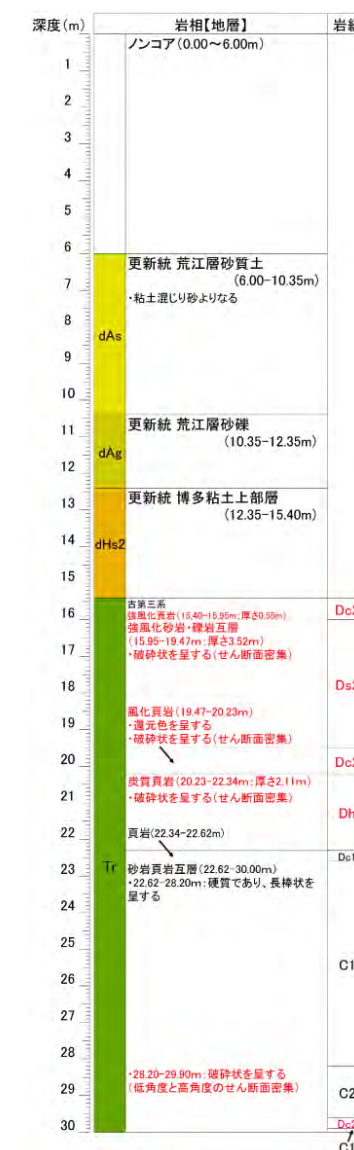 深度(m)
岩相【地層】
岩級
ノンコア(0.00～6.00m)
1
2
3
4
5
6
更新統 荒江層砂質土
(6.00-10.35m)
・粘土混じり砂よりなる
7
8
dAs
9
10
更新統 荒江層砂礫
(10.35-12.35m)
11
dAg
12
更新統 博多粘土上部層
(12.35-15.40m)
13
14
dHs2
15
古第三系
強風化頁岩(15.40-15.95m:厚さ0.55m)
16
Dc2
強風化砂岩・礫岩互層
(15.95-19.47m:厚さ3.52m)
・破砕状を呈する(せん断面密集)
17
18
Ds2
風化頁岩(19.47-20.23m)
・還元色を呈する
・破砕状を呈する(せん断面密集)
19
20
Dc2
炭質頁岩(20.23-22.34m:厚さ2.11m)
・破砕状を呈する(せん断面密集)
21
Dh
頁岩(22.34-22.62m)
22
Dc1
Tr
砂岩頁岩互層(22.62-30.00m)
・22.62-28.20m:硬質であり、長棒状を
呈する
23
24
25
C1
26
27
28
・28.20-29.90m:破砕状を呈する
(低角度と高角度のせん断面密集)
29
C2
30
Dc2
C1